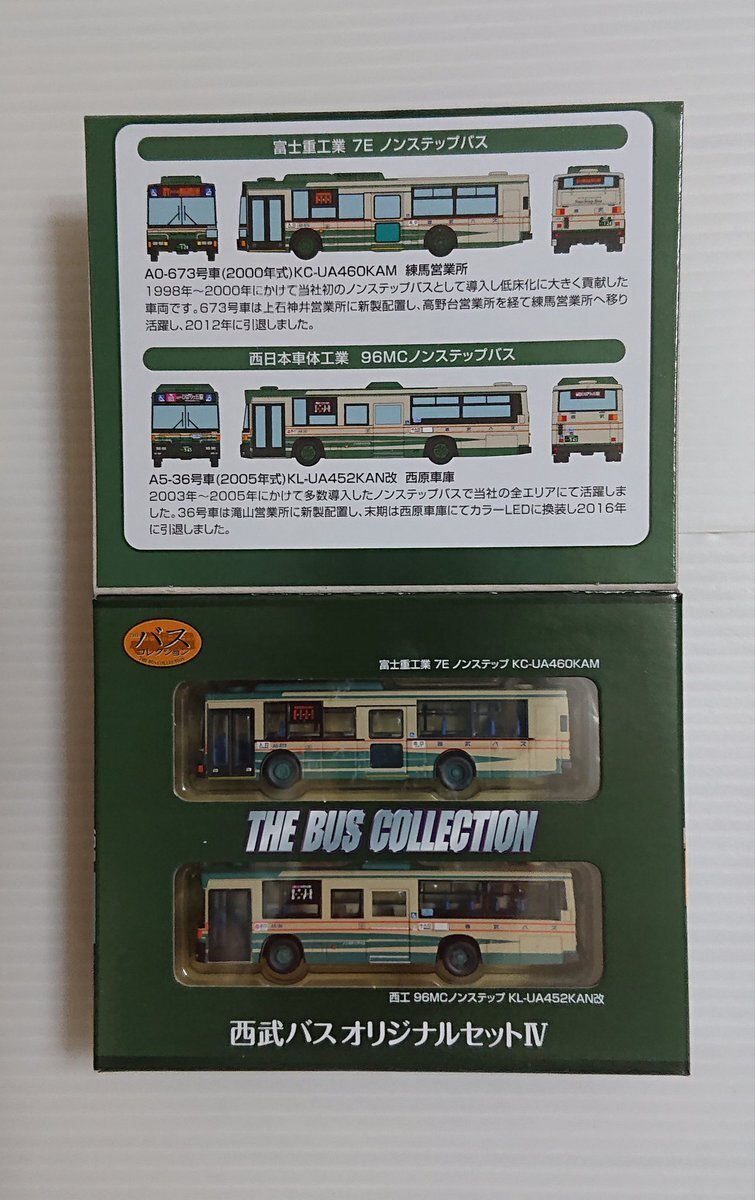 富士重工業 7E ノンステップバス
A0-673号車(2000年式)KC-UA460KAM 練馬営業所
1998年～2000年にかけて当社初のノンステップバスとして導入し低床化に大きく貢献した
車両です。673号車は上石神井営業所に新製配置し、高野台営業所を経て練馬営業所へ移り
活躍し、2012年に引退しました。
西日本車体工業 96MCノンステップバス
A5-36号車(2005年式)KL-UA452KAN改 西原車庫
2003年～2005年にかけて多数導入したノンステップバスで当社の全エリアにて活躍しま
した。36号車は滝山営業所に新製配置し、末期は西原車庫にてカラーLEDに換装し2016年
に引退しました。
THE
バス
コレクション
THE BUS COLLECTION
富士重工業 7E ノンステップ KC-UA460KAM
西武バス
THE BUS COLLECTION
西武バス
西工 96MCノンステップ KL-UA452KAN改
西武バス オリジナルセットⅣ